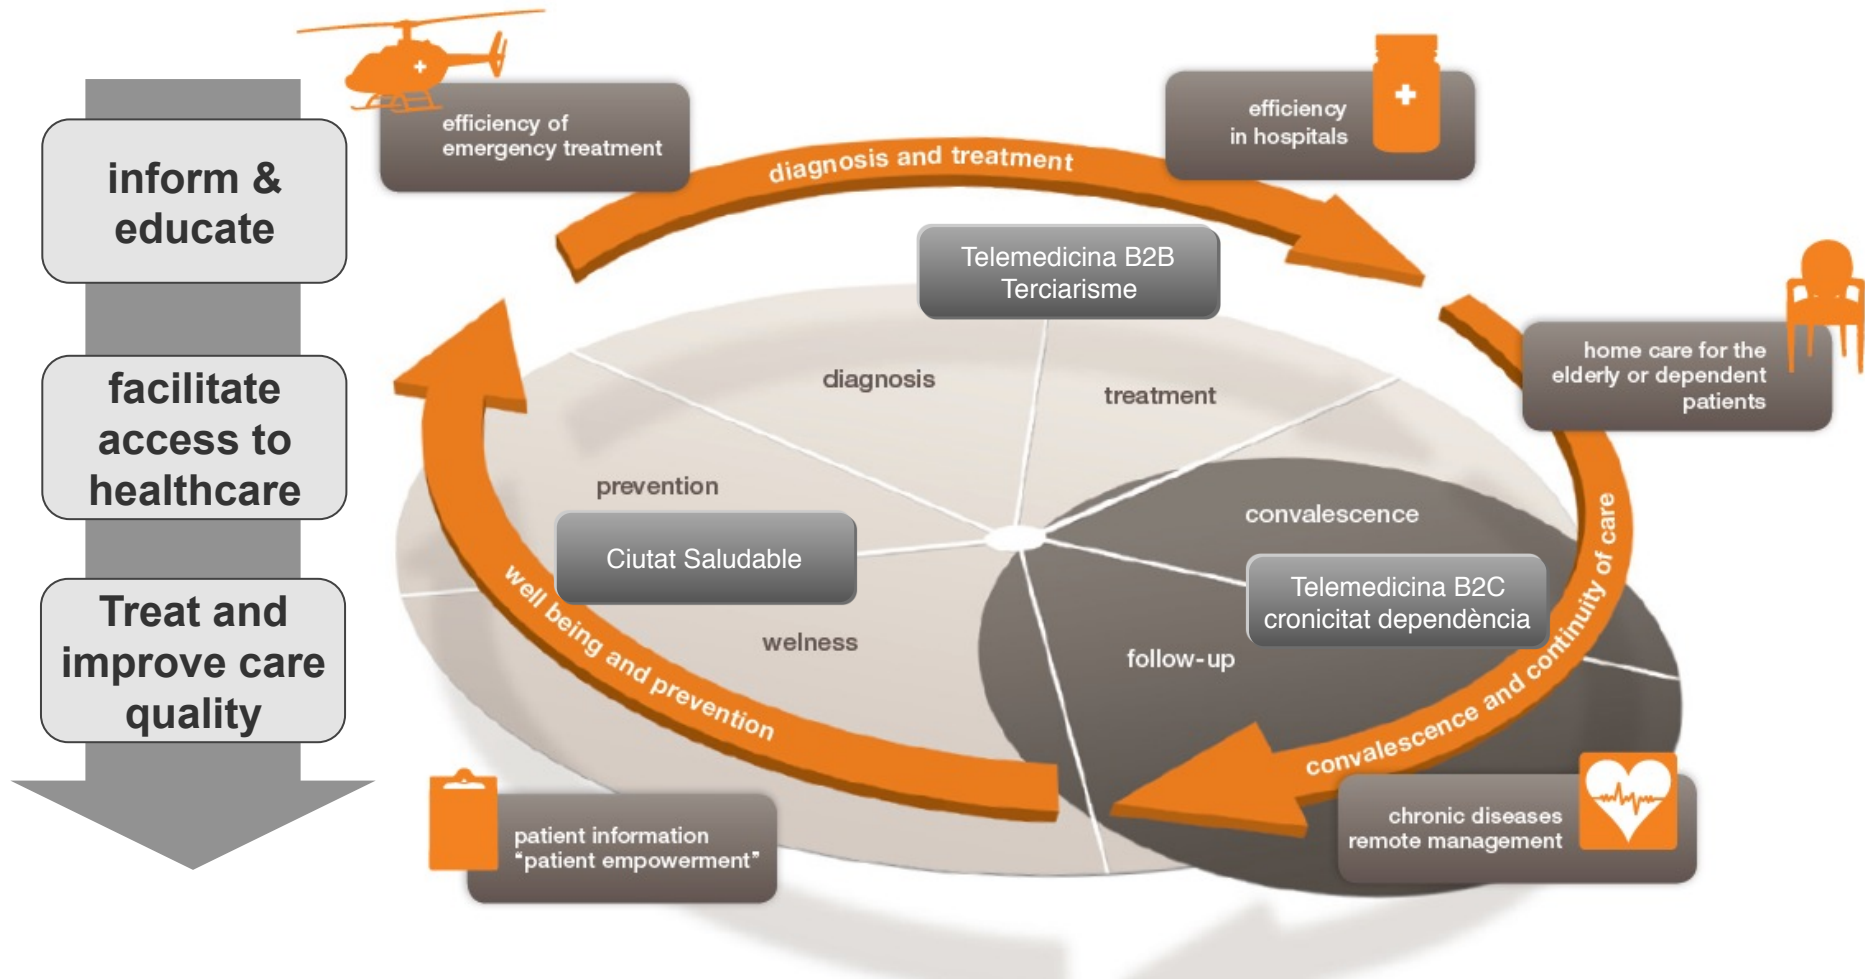 inform &
educate
facilitate
access to
healthcare
Treat and
improve care
quality
efficiency of
emergency treatment
diagnosis and treatment
efficiency
in hospitals
Telemedicina B2B
Terciarisme
home care for the
elderly or dependent
patients
diagnosis
treatment
prevention
convalescence
Ciutat Saludable
Telemedicina B2C
cronicitat dependència
welness
follow-up
well being and prevention
convalescence and continuity of care
patient information
"patient empowerment"
chronic diseases
remote management